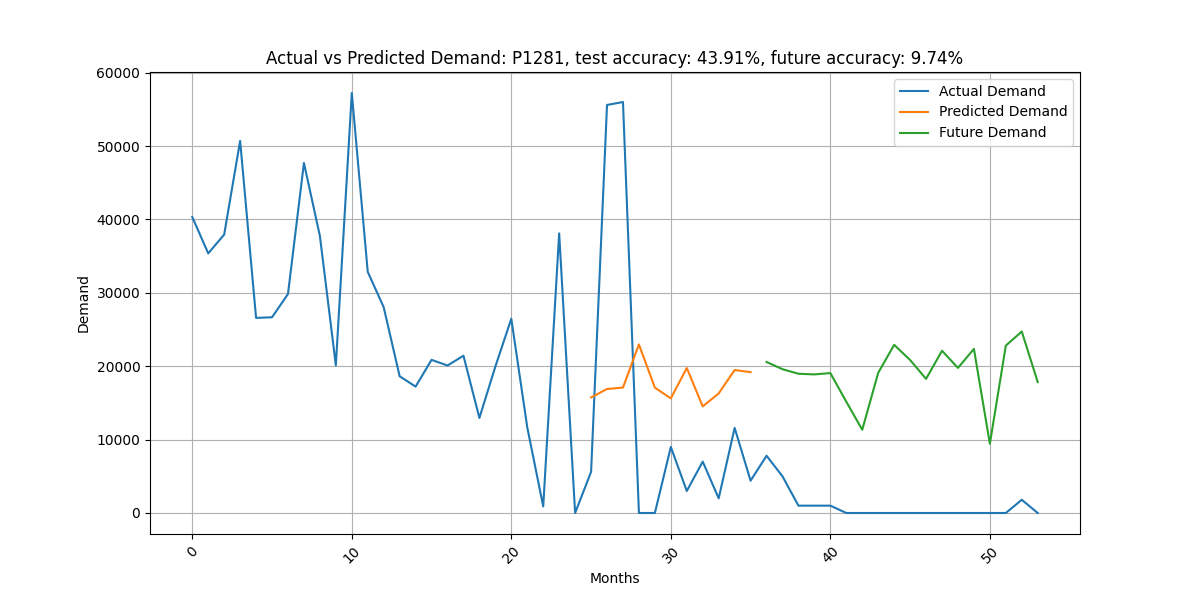 Actual vs Predicted Demand: P1281, test accuracy: 43.91%, future accuracy: 9.74%
60000
50000
40000
30000
20000
10000
0
Demand
Actual Demand
Predicted Demand
Future Demand
0
10
20
30
40
50
Months